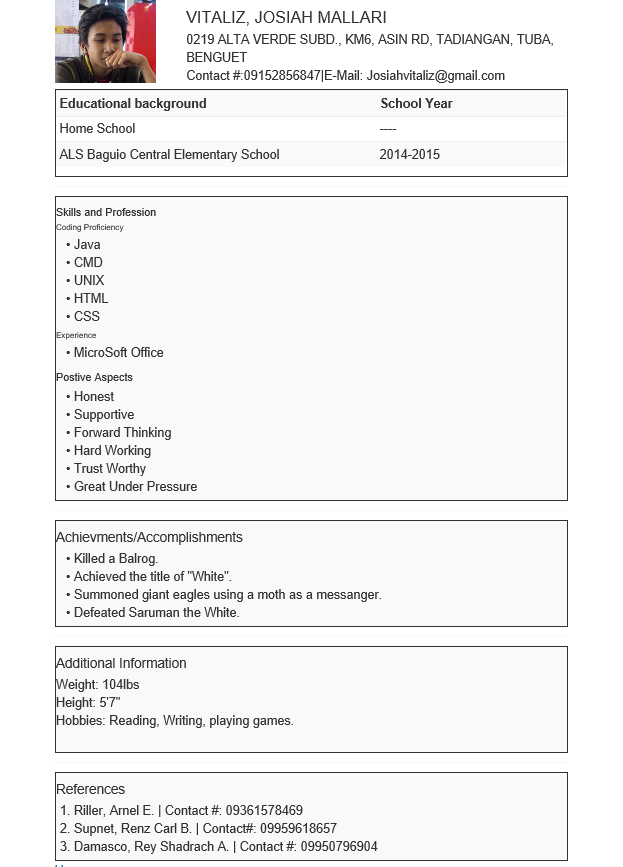 VITALIZ, JOSIAH MALLARI
0219 ALTA VERDE SUBD., KM6, ASIN RD, TADIANGAN, TUBA,
BENGUET
Contact #:09152856847|E-Mail: Josiahvitaliz@gmail.com
Educational background School Year
Home School ----
ALS Baguio Central Elementary School 2014-2015
Skills and Profession
Coding Proficiency
• Java
• CMD
• UNIX
• HTML
• CSS
Experience
• MicroSoft Office
Postive Aspects
• Honest
• Supportive
• Forward Thinking
• Hard Working
• Trust Worthy
• Great Under Pressure
Achievments/Accomplishments
• Killed a Balrog.
• Achieved the title of "White".
• Summoned giant eagles using a moth as a messanger.
• Defeated Saruman the White.
Additional Information
Weight: 104lbs
Height: 5'7"
Hobbies: Reading, Writing, playing games.
References
1. Riller, Arnel E. | Contact #: 09361578469
2. Supnet, Renz Carl B. | Contact#: 09959618657
3. Damasco, Rey Shadrach A. | Contact #: 09950796904